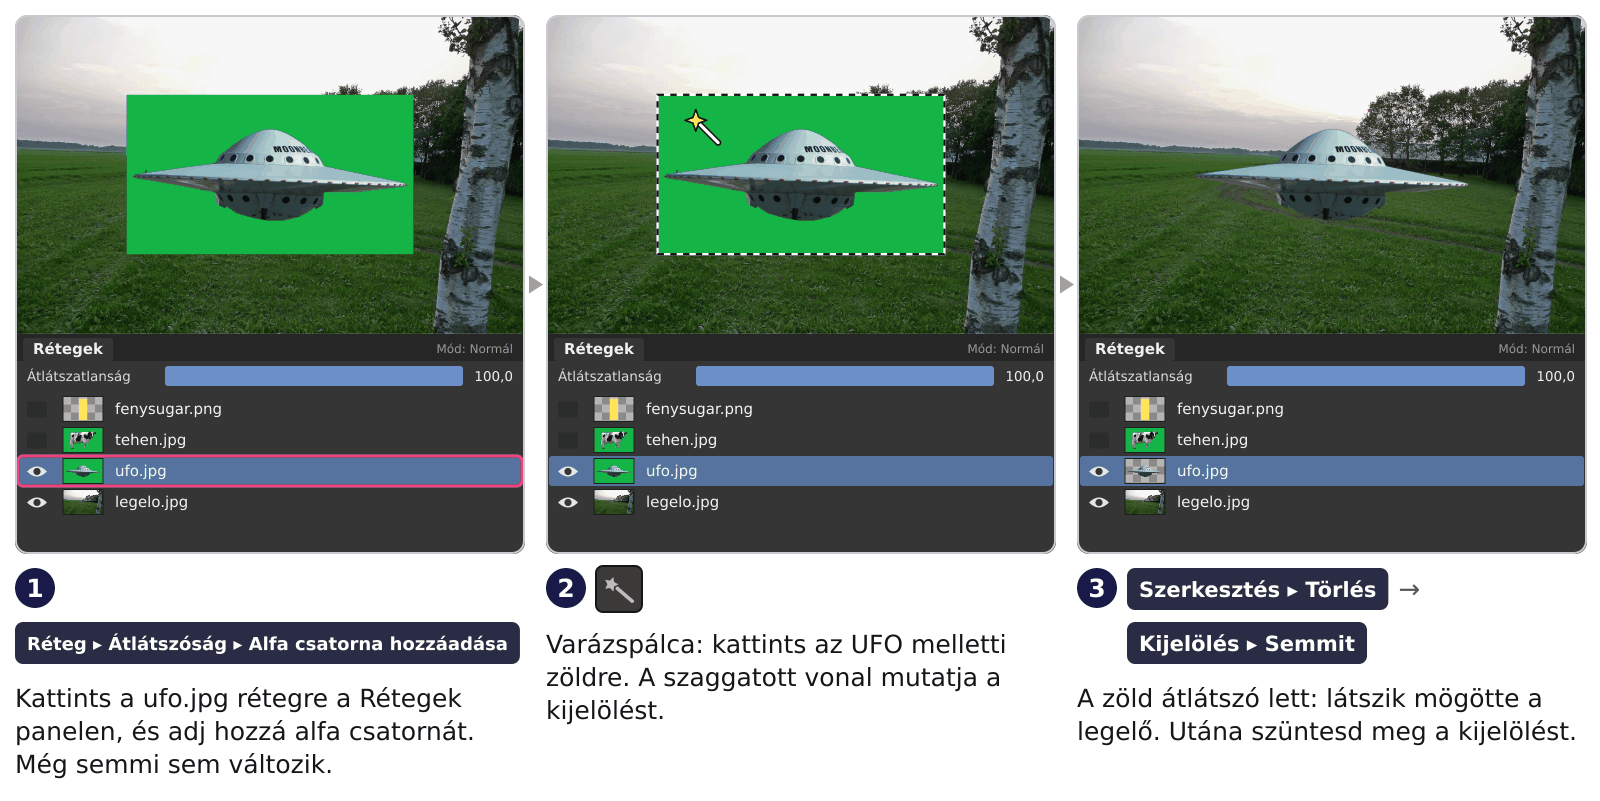 Rétegek
Mód: Normál
Átlátszatlanság
100,0
fenysugar.png
tehen.jpg
ufo.jpg
legelo.jpg
1
Réteg ▸ Átlátszóság ▸ Alfa csatorna hozzáadása
Kattints a ufo.jpg rétegre a Rétegek
panelen, és adj hozzá alfa csatornát.
Még semmi sem változik.
Rétegek
Mód: Normál
Átlátszatlanság
100,0
fenysugar.png
tehen.jpg
ufo.jpg
legelo.jpg
2
Varázspálca: kattints az UFO melletti
zöldre. A szaggatott vonal mutatja a
kijelölést.
Rétegek
Mód: Normál
Átlátszatlanság
100,0
fenysugar.png
tehen.jpg
ufo.jpg
legelo.jpg
3
Szerkesztés ▸ Törlés →
Kijelölés ▸ Semmit
A zöld átlátszó lett: látszik mögötte a
legelő. Utána szüntesd meg a kijelölést.